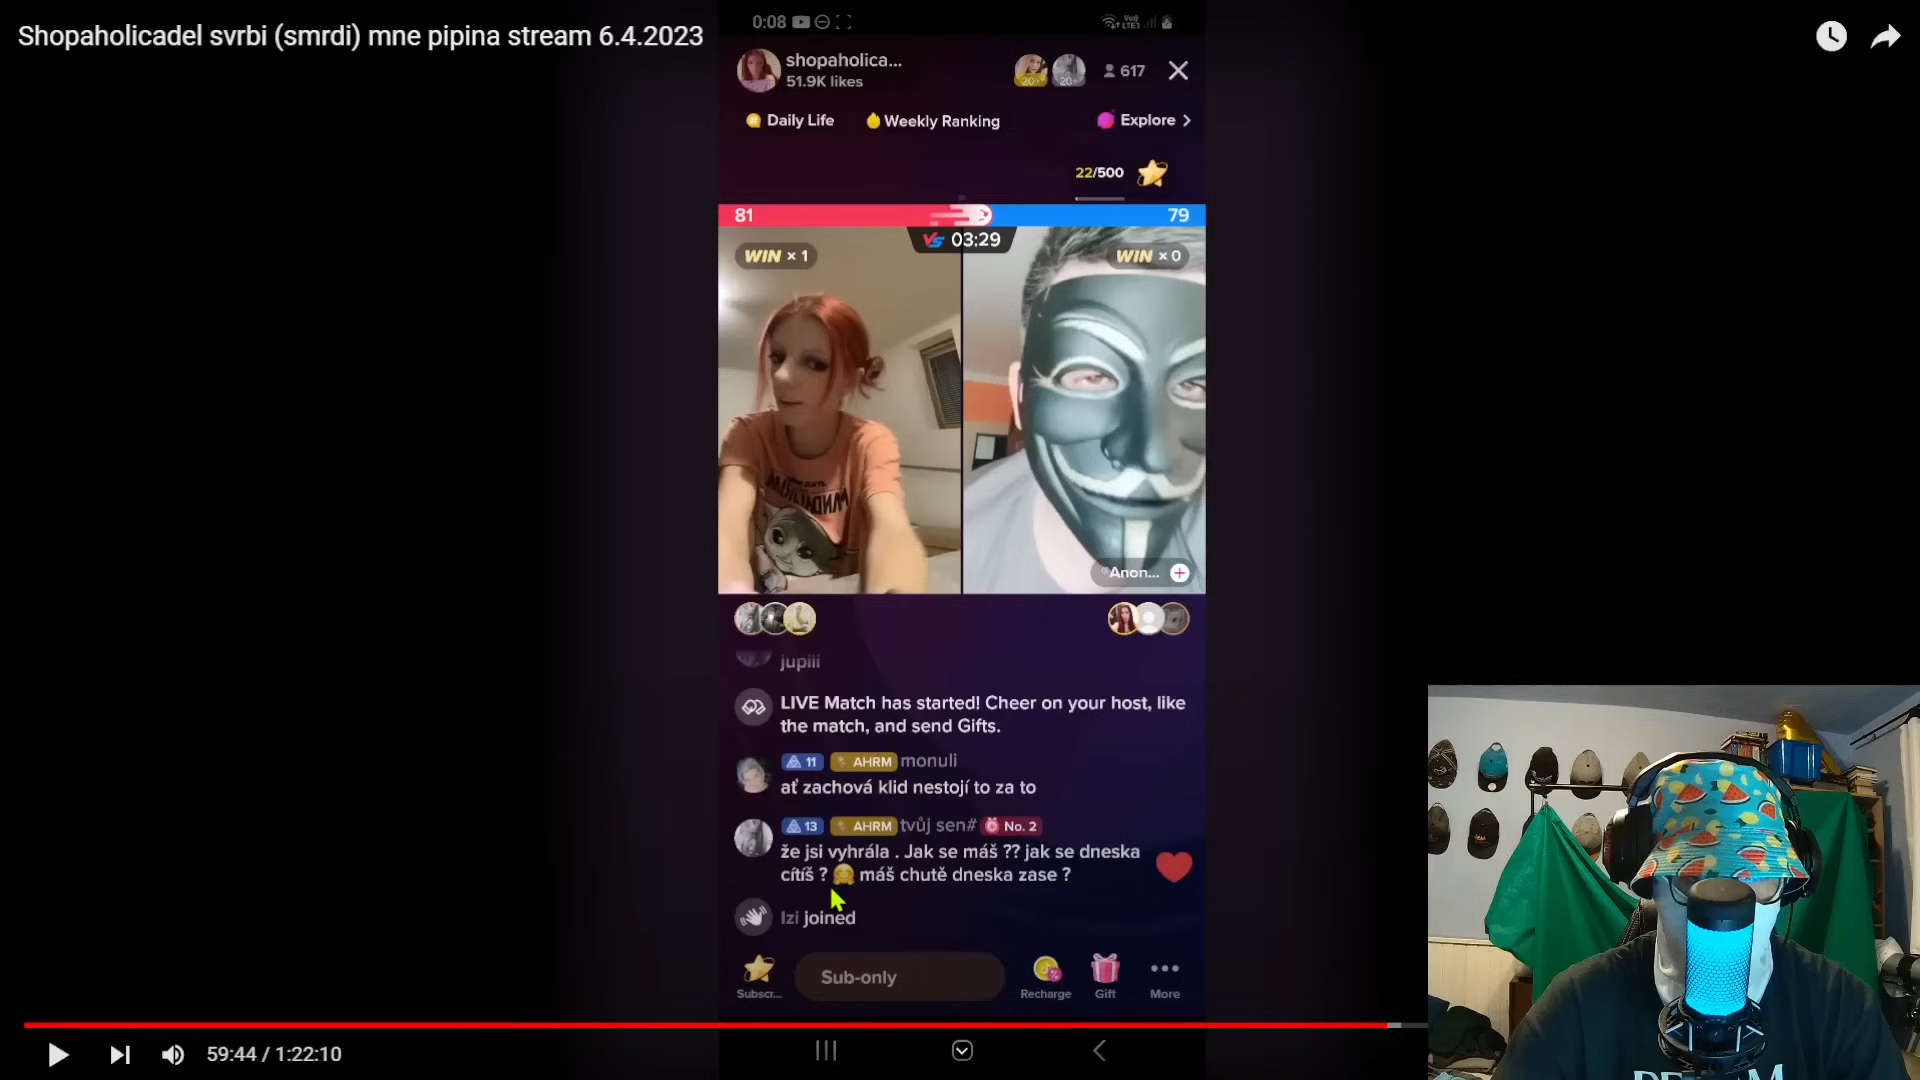 Shopaholicadel svrbi (smrdi) mne pipina stream 6.4.2023
0:08
shopaholica...
51.9K likes
20+
20+
617
Daily Life
Weekly Ranking
Explore >
22/500
81
79
VS 03:29
WIN × 1
WIN × 0
Anon...
jupiii
LIVE Match has started! Cheer on your host, like
the match, and send Gifts.
11 AHRM monuli
ať zachová klid nestojí to za to
13 AHRM tvůj sen# No. 2
že jsi vyhrála . Jak se máš ?? jak se dneska
cítíš ? 🤗 máš chutě dneska zase ?
Izi joined
Subscr...
Sub-only
Recharge
Gift
More
59:44 / 1:22:10